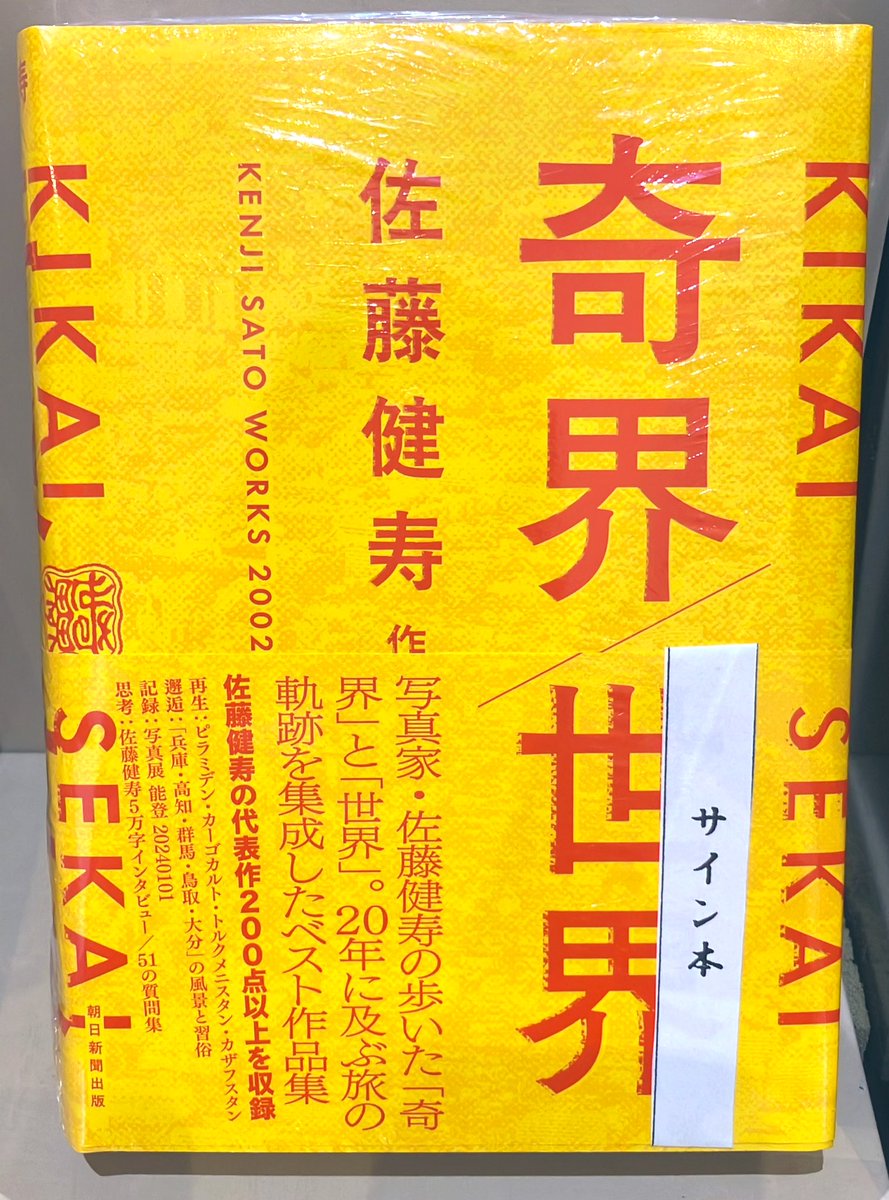 KIKAI
SEKAI
奇界
世界
佐藤健寿 作
KENJI SATO WORKS 2002
サイン本
写真家・佐藤健寿の歩いた「奇
界」と「世界」。20年に及ぶ旅の
軌跡を集成したベスト作品集
佐藤健寿の代表作200点以上を収録
再生：ピラミデン・カーゴカルト・トルクメニスタン・カザフスタン
邂逅：「兵庫・高知・群馬・鳥取・大分」の風景と習俗
記録：写真展 能登 20240101
思考：佐藤健寿5万字インタビュー／51の質問集
朝日新聞出版
KIKAI
SEKAI
寿